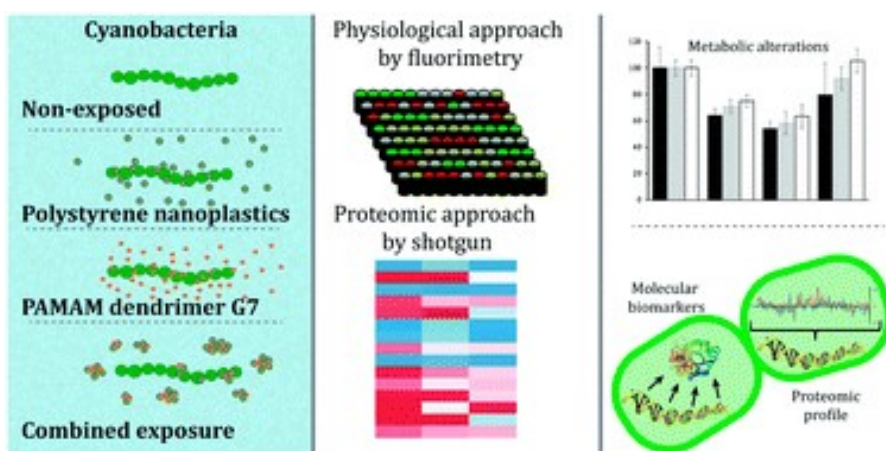 Cyanobacteria
Non-exposed
Polystyrene nanoplastics
PAMAM dendrimer G7
Combined exposure
Physiological approach
by fluorimetry
Proteomic approach
by shotgun
Metabolic alterations
120
100
80
60
40
20
0
Molecular
biomarkers
Proteomic
profile